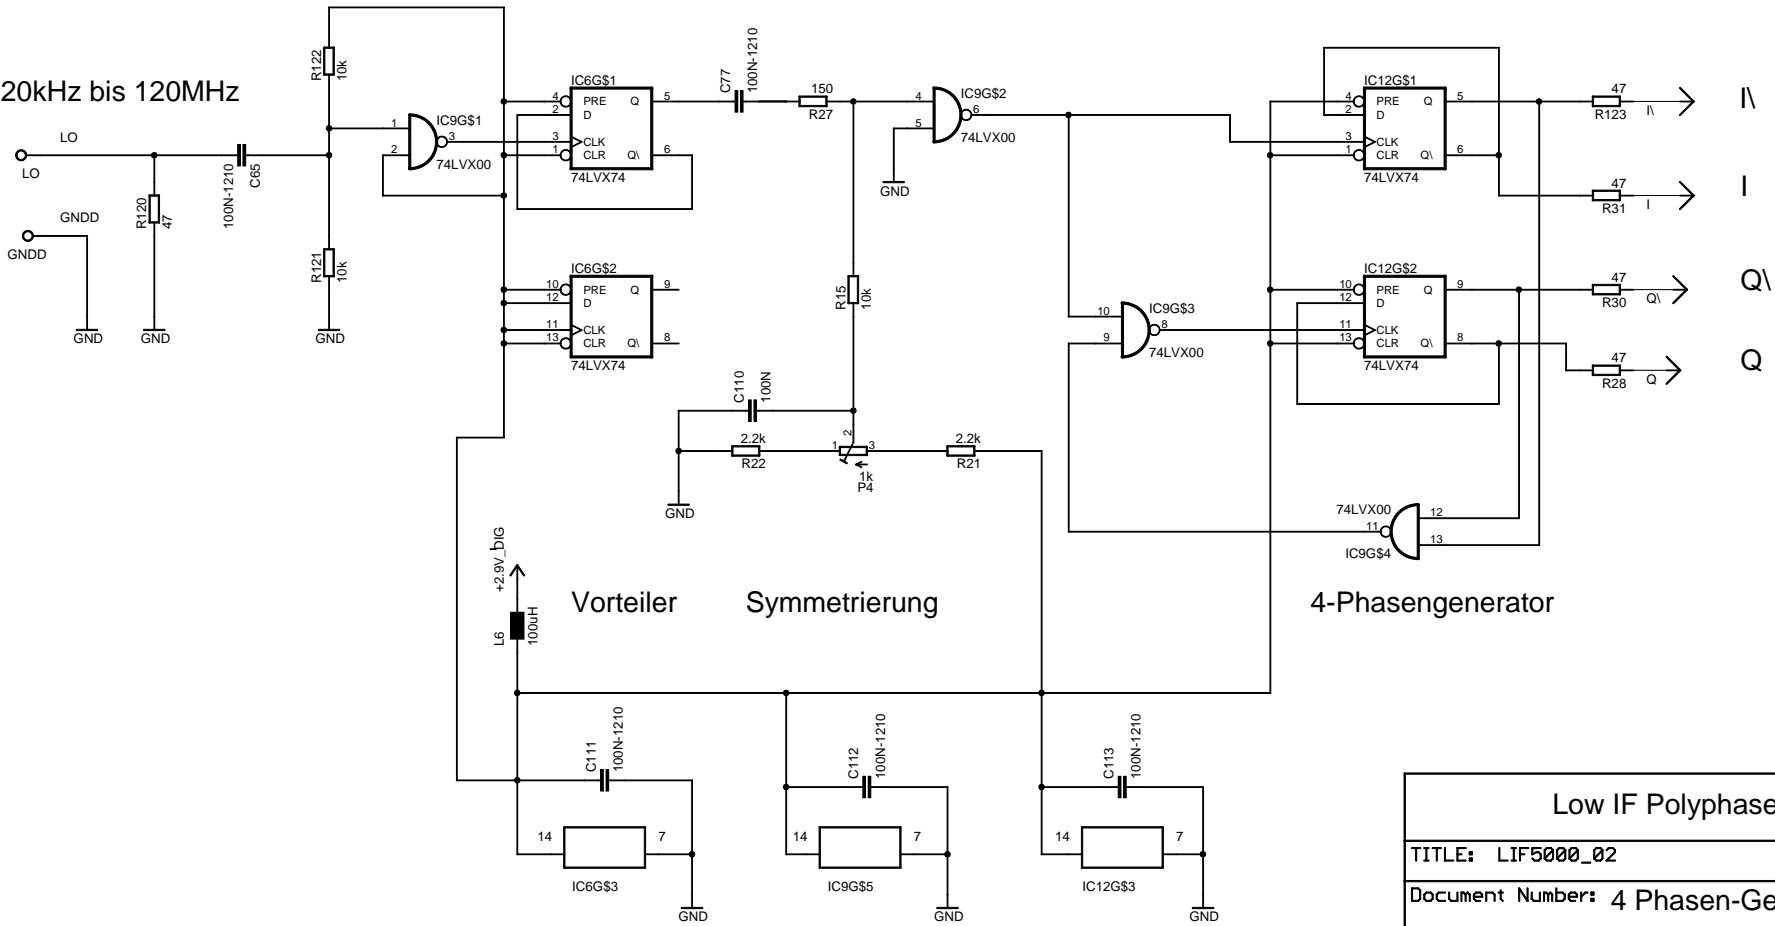 20kHz bis 120MHz
LO
LO
GNDD
GNDD
GND
R120
47
GND
100N-1210
C65
R122
10k
R121
10k
GND
1
2
3
IC9G$1
74LVX00
IC6G$1
4
2
3
1
PRE
D
CLK
CLR
Q
Q\
5
6
74LVX74
IC6G$2
10
12
11
13
PRE
D
CLK
CLR
Q
Q\
9
8
74LVX74
C77
100N-1210
150
R27
4
5
6
IC9G$2
74LVX00
GND
R15
10k
C110
100N
2.2k
R22
1
2
3
1k
P4
2.2k
R21
GND
10
9
8
IC9G$3
74LVX00
IC12G$1
4
2
3
1
PRE
D
CLK
CLR
Q
Q\
5
6
74LVX74
IC12G$2
10
12
11
13
PRE
D
CLK
CLR
Q
Q\
9
8
74LVX74
47
R123
I\
I\
47
R31
I
I
47
R30
Q\
Q\
47
R28
Q
Q
74LVX00
11
12
13
IC9G$4
+2.9V_DIG
L6
100uH
Vorteiler
Symmetrierung
4-Phasengenerator
C111
100N-1210
14
7
IC6G$3
GND
C112
100N-1210
14
7
IC9G$5
GND
C113
100N-1210
14
7
IC12G$3
GND
Low IF Polyphase
TITLE: LIF5000_02
Document Number: 4 Phasen-Ge